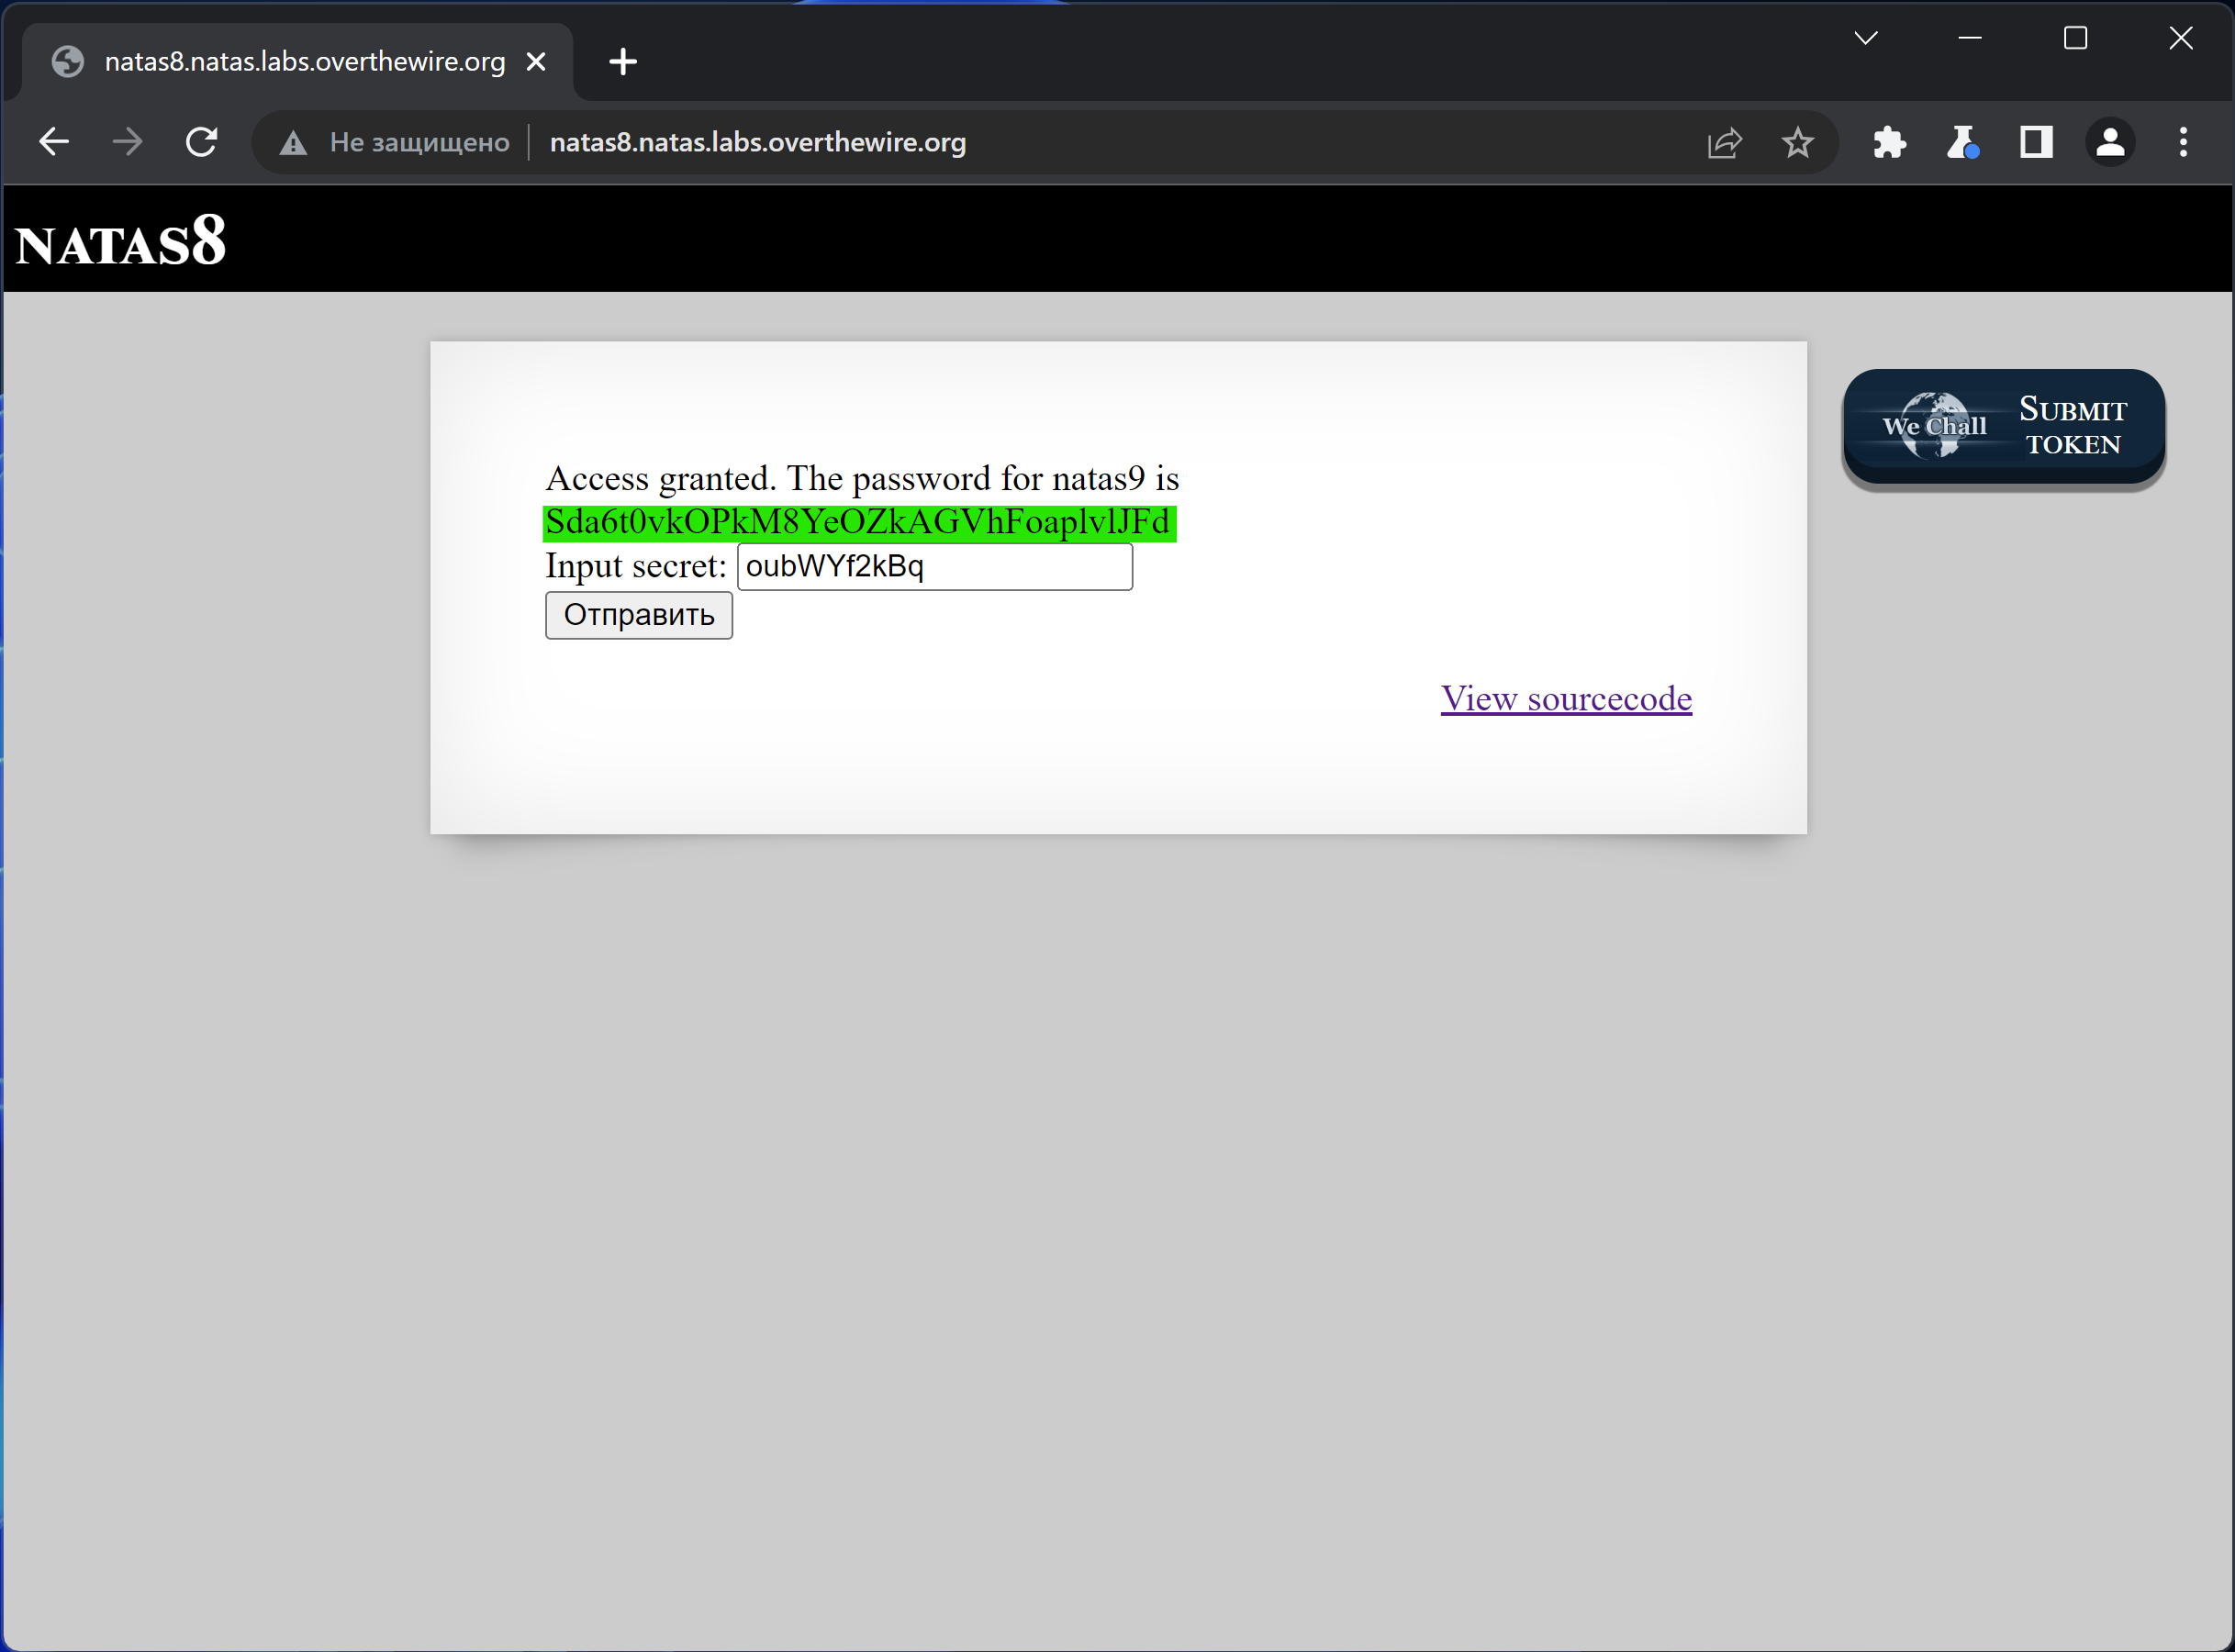 natas8.natas.labs.overthewire.org
Не защищено natas8.natas.labs.overthewire.org
NATAS8
We Chall
SUBMIT
TOKEN
Access granted. The password for natas9 is
Sda6t0vkOPkM8YeOZkAGVhFoaplvlJFd
Input secret: oubWYf2kBq
Отправить
View sourcecode